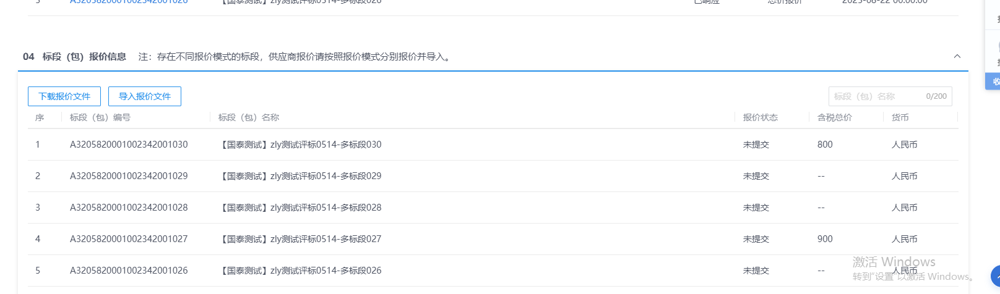 5 A3205820001002342001026 【国泰测试】zly测试评标0514-多标段026 已响应 总价报价 2025-08-22 00:00:00
04 标段（包）报价信息 注：存在不同报价模式的标段，供应商报价请按照报价模式分别报价并导入。
收
下载报价文件 导入报价文件 标段（包）名称 0/200
序 标段（包）编号 标段（包）名称 报价状态 含税总价 货币
1 A3205820001002342001030 【国泰测试】zly测试评标0514-多标段030 未提交 800 人民币
2 A3205820001002342001029 【国泰测试】zly测试评标0514-多标段029 未提交 -- 人民币
3 A3205820001002342001028 【国泰测试】zly测试评标0514-多标段028 未提交 -- 人民币
4 A3205820001002342001027 【国泰测试】zly测试评标0514-多标段027 未提交 900 人民币
激活 Windows
5 A3205820001002342001026 【国泰测试】zly测试评标0514-多标段026 未提交 -- 人民币
转到"设置"以激活 Windows。